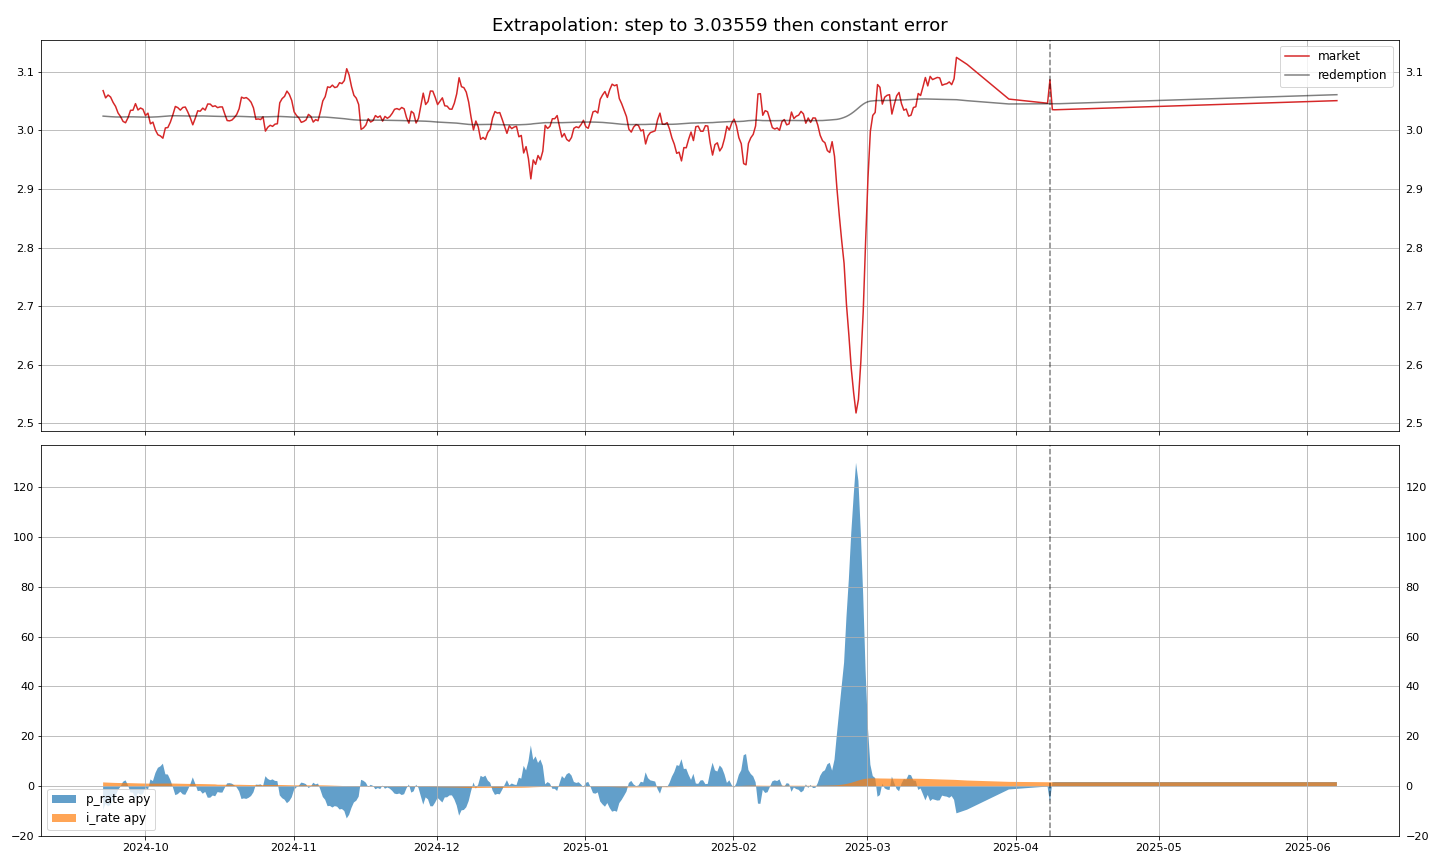 Extrapolation: step to 3.03559 then constant error
market
redemption
3.1 3.1
3.0 3.0
2.9 2.9
2.8 2.8
2.7 2.7
2.6 2.6
2.5 2.5
120 120
100 100
80 80
60 60
40 40
20 20
0 0
p_rate apy
i_rate apy
−20 −20
2024-10 2024-11 2024-12 2025-01 2025-02 2025-03 2025-04 2025-05 2025-06